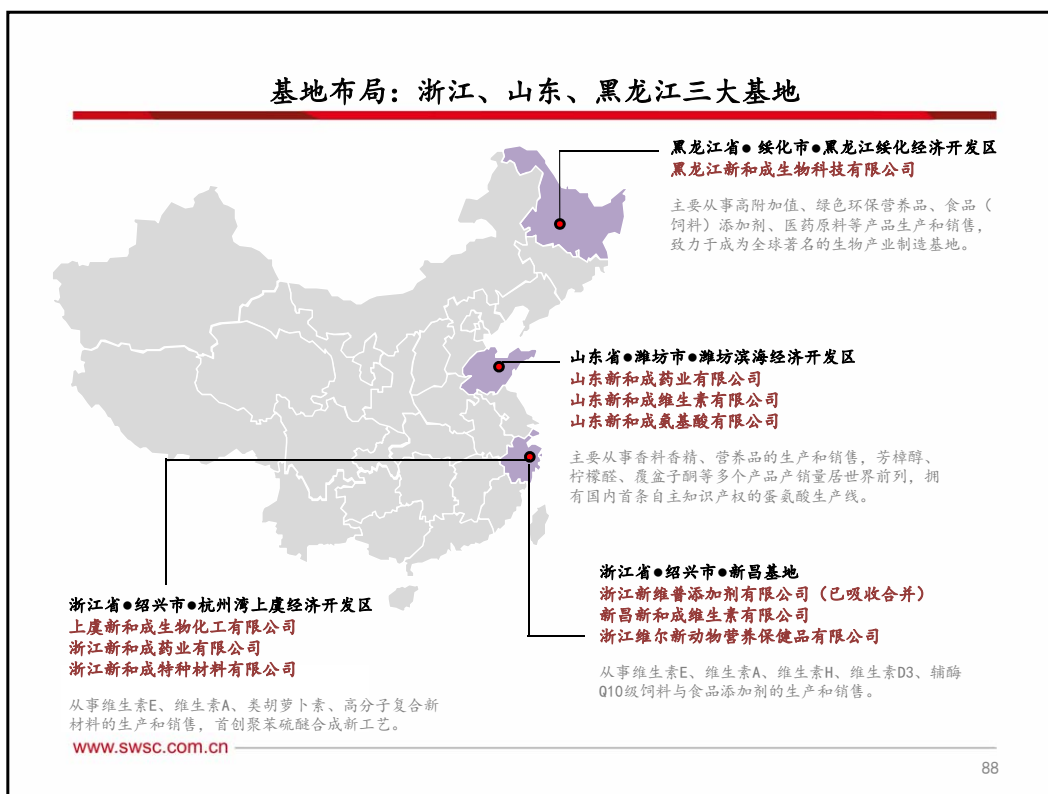 基地布局：浙江、山东、黑龙江三大基地
黑龙江省●绥化市●黑龙江绥化经济开发区
黑龙江新和成生物科技有限公司
主要从事高附加值、绿色环保营养品、食品（
饲料）添加剂、医药原料等产品生产和销售，
致力于成为全球著名的生物产业制造基地。
山东省●潍坊市●潍坊滨海经济开发区
山东新和成药业有限公司
山东新和成维生素有限公司
山东新和成氨基酸有限公司
主要从事香料香精、营养品的生产和销售，芳樟醇、
柠檬醛、覆盆子酮等多个产品产销量居世界前列，拥
有国内首条自主知识产权的蛋氨酸生产线。
浙江省●绍兴市●新昌基地
浙江新维普添加剂有限公司（已吸收合并）
新昌新和成维生素有限公司
浙江维尔新动物营养保健品有限公司
从事维生素E、维生素A、维生素H、维生素D3、辅酶
Q10级饲料与食品添加剂的生产和销售。
浙江省●绍兴市●杭州湾上虞经济开发区
上虞新和成生物化工有限公司
浙江新和成药业有限公司
浙江新和成特种材料有限公司
从事维生素E、维生素A、类胡萝卜素、高分子复合新
材料的生产和销售，首创聚苯硫醚合成新工艺。
www.swsc.com.cn
88